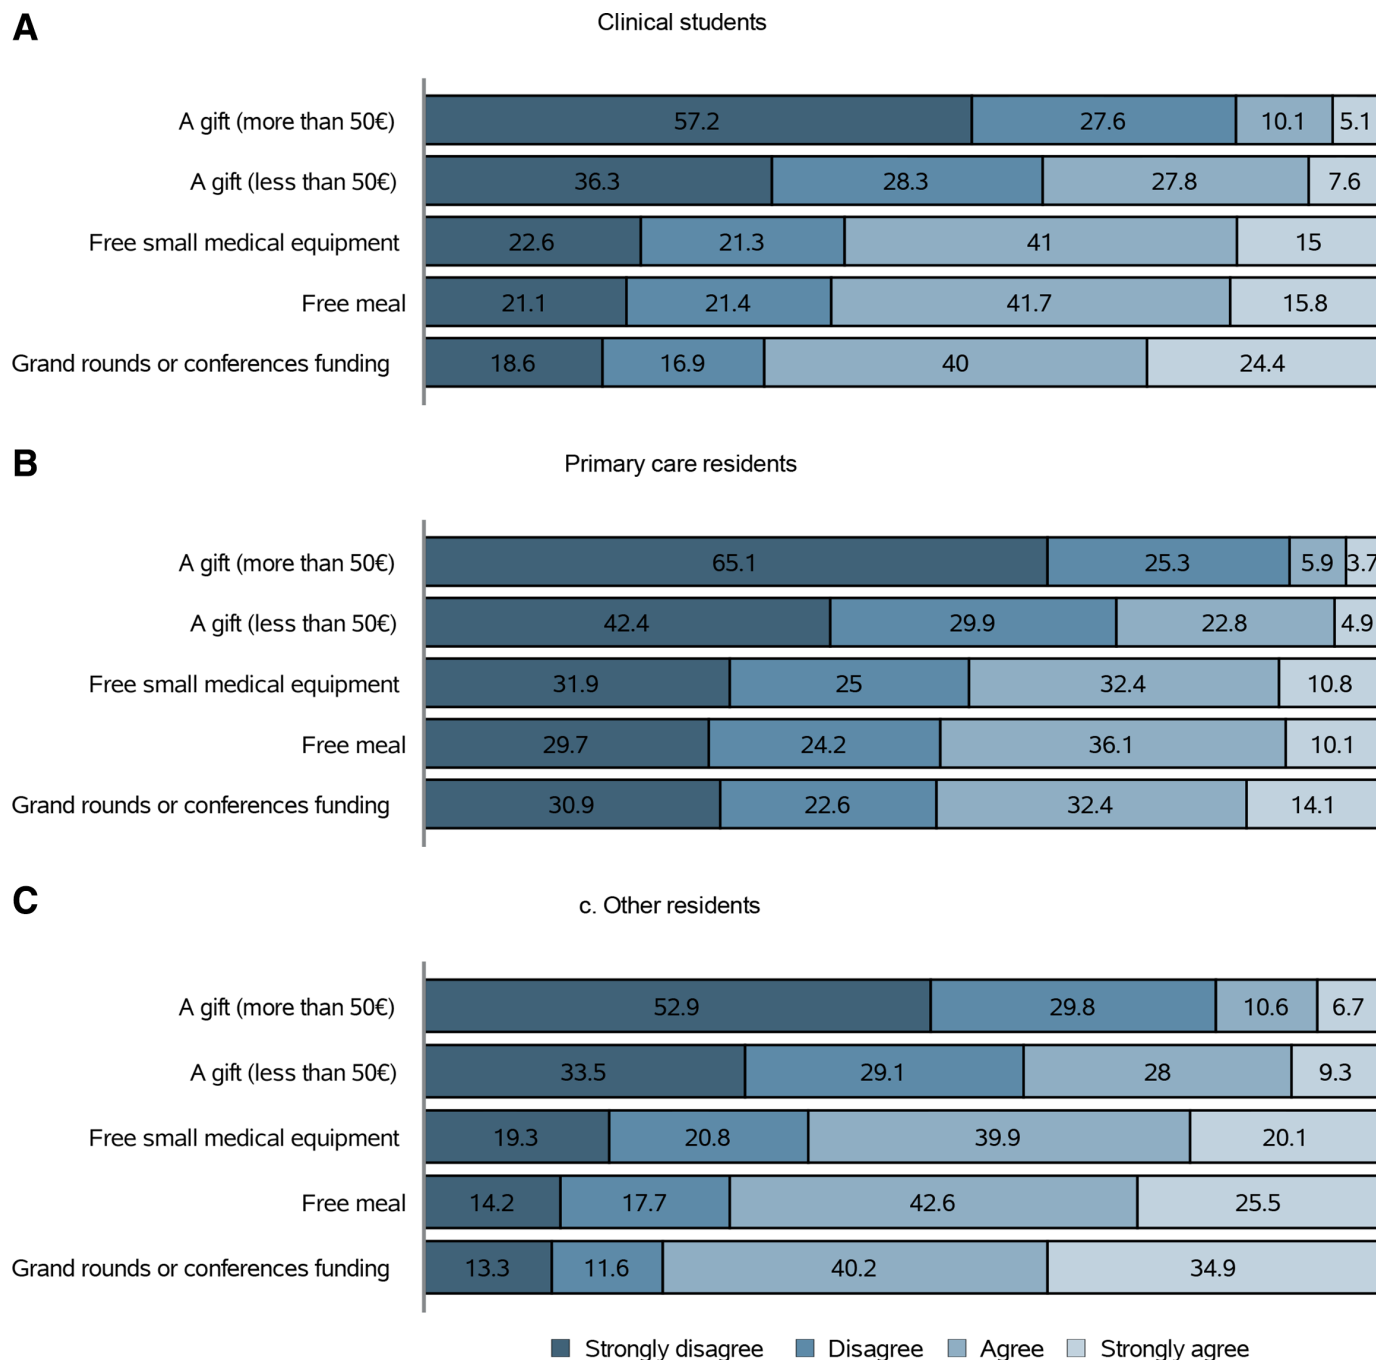 A
Clinical students
A gift (more than 50€) 57.2 27.6 10.1 5.1
A gift (less than 50€) 36.3 28.3 27.8 7.6
Free small medical equipment 22.6 21.3 41 15
Free meal 21.1 21.4 41.7 15.8
Grand rounds or conferences funding 18.6 16.9 40 24.4
B
Primary care residents
A gift (more than 50€) 65.1 25.3 5.9 3.7
A gift (less than 50€) 42.4 29.9 22.8 4.9
Free small medical equipment 31.9 25 32.4 10.8
Free meal 29.7 24.2 36.1 10.1
Grand rounds or conferences funding 30.9 22.6 32.4 14.1
C
c. Other residents
A gift (more than 50€) 52.9 29.8 10.6 6.7
A gift (less than 50€) 33.5 29.1 28 9.3
Free small medical equipment 19.3 20.8 39.9 20.1
Free meal 14.2 17.7 42.6 25.5
Grand rounds or conferences funding 13.3 11.6 40.2 34.9
Strongly disagree Disagree Agree Strongly agree